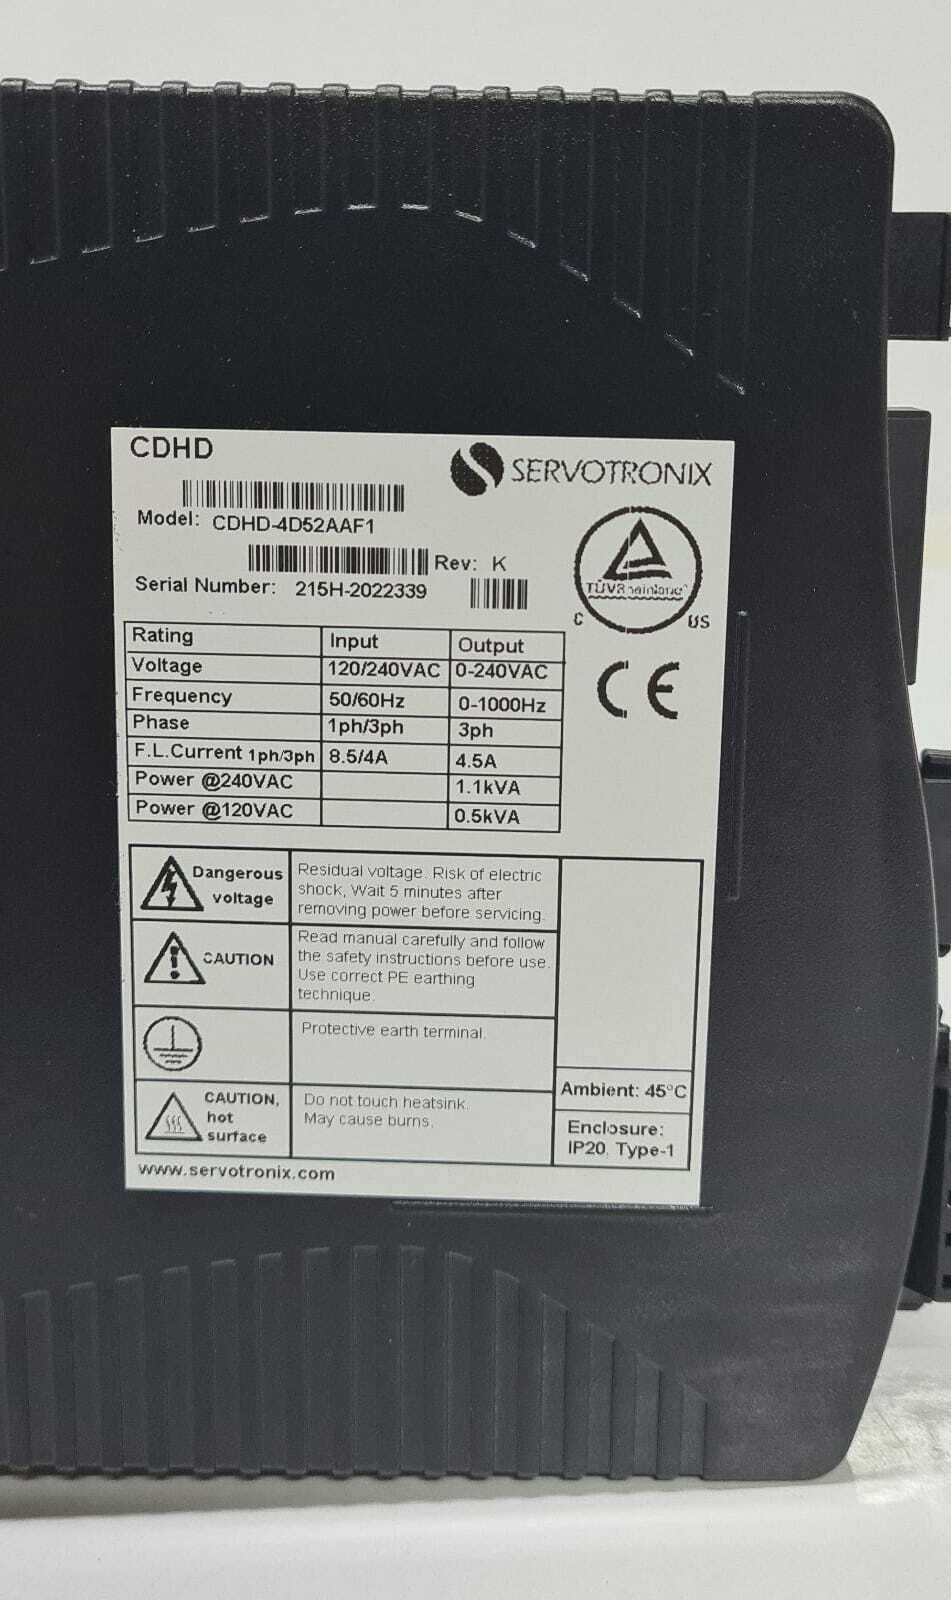 CDHD
SERVOTRONIX
Model: CDHD-4D52AAF1
Rev: K
Serial Number: 215H-2022339
TÜVRheinland
C US
CE
Rating Input Output
Voltage 120/240VAC 0-240VAC
Frequency 50/60Hz 0-1000Hz
Phase 1ph/3ph 3ph
F.L.Current 1ph/3ph 8.5/4A 4.5A
Power @240VAC 1.1kVA
Power @120VAC 0.5kVA
Dangerous voltage
Residual voltage. Risk of electric
shock, Wait 5 minutes after
removing power before servicing.
CAUTION
Read manual carefully and follow
the safety instructions before use.
Use correct PE earthing
technique.
Protective earth terminal.
CAUTION,
hot
surface
Do not touch heatsink.
May cause burns.
Ambient: 45°C
Enclosure:
IP20, Type-1
www.servotronix.com